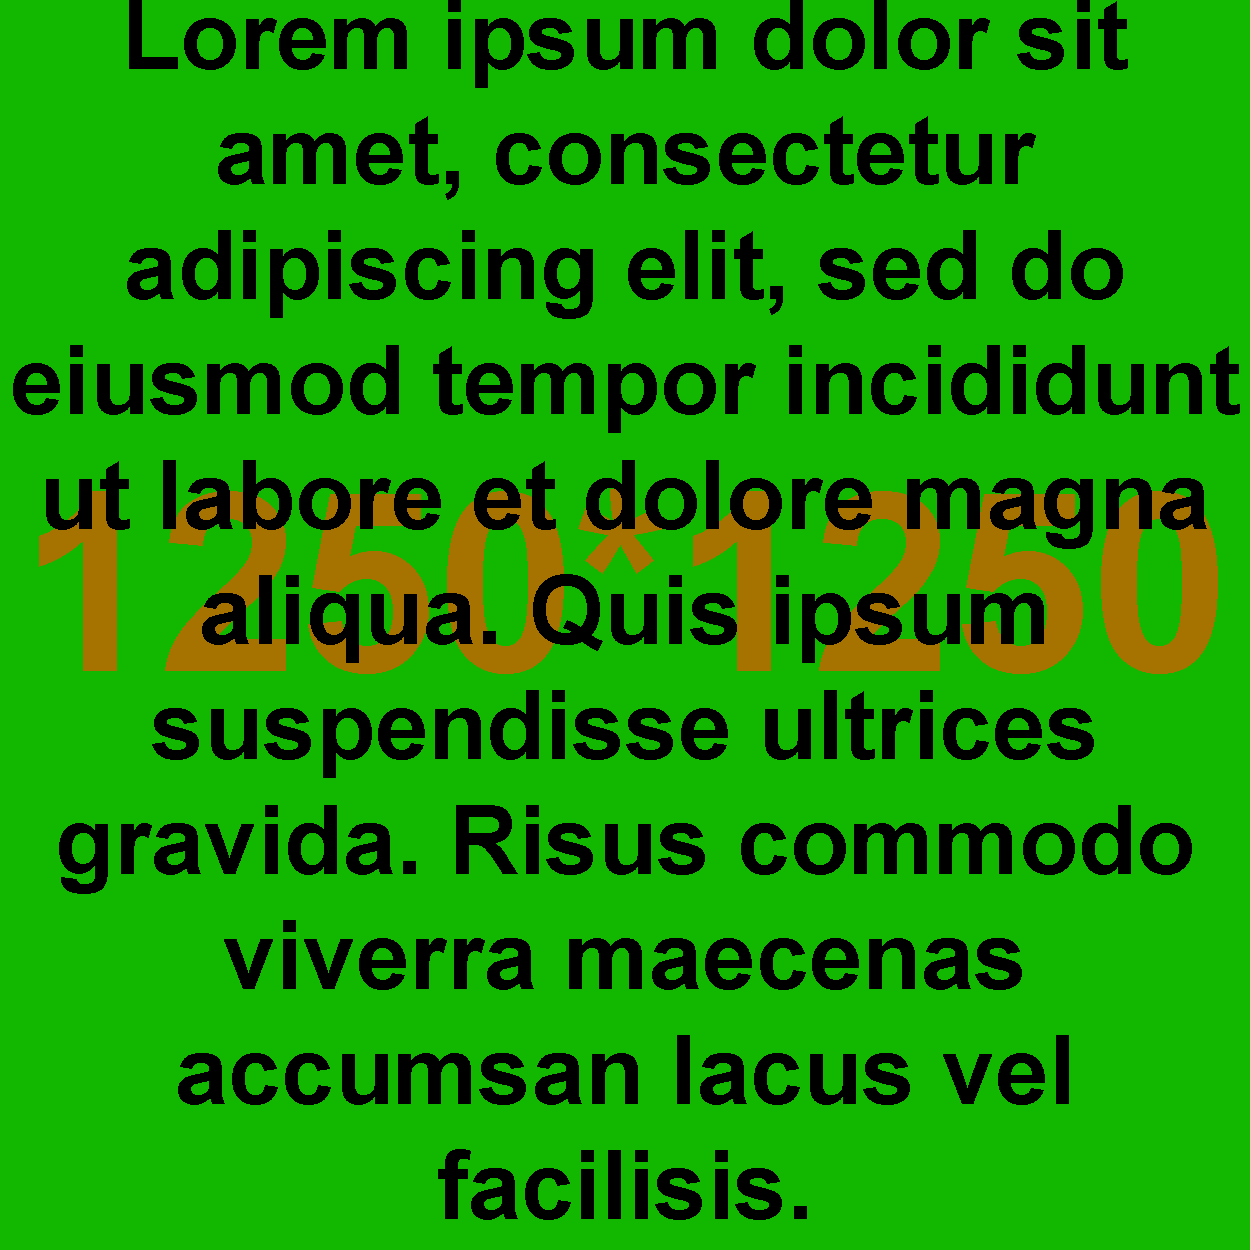 Lorem ipsum dolor sit
amet, consectetur
adipiscing elit, sed do
eiusmod tempor incididunt
ut labore et dolore magna
1250*1250
aliqua. Quis ipsum
suspendisse ultrices
gravida. Risus commodo
viverra maecenas
accumsan lacus vel
facilisis.